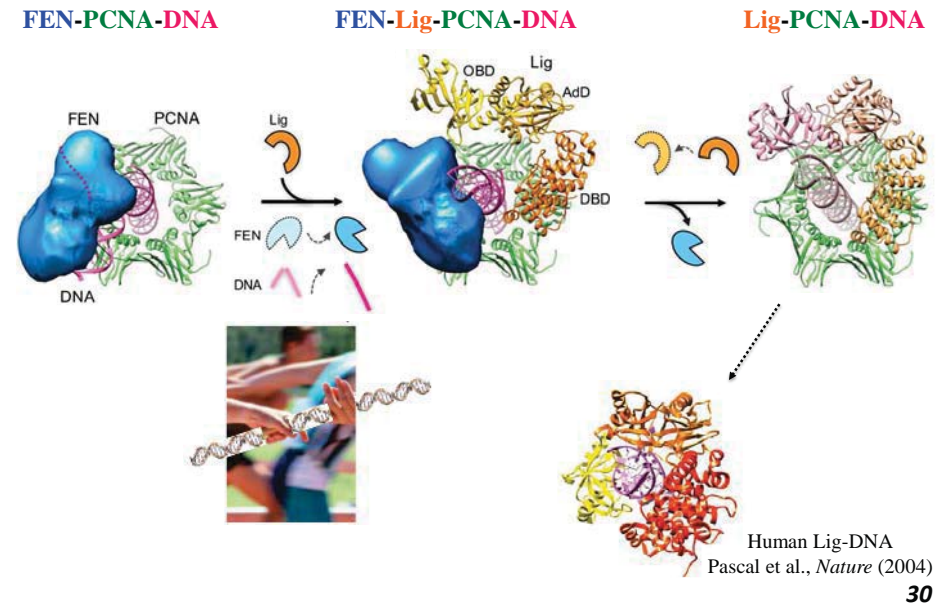 FEN-PCNA-DNA
FEN-Lig-PCNA-DNA
Lig-PCNA-DNA
FEN
PCNA
DNA
Lig
FEN
DNA
OBD
Lig
AdD
DBD
Human Lig-DNA
Pascal et al., Nature (2004)
30